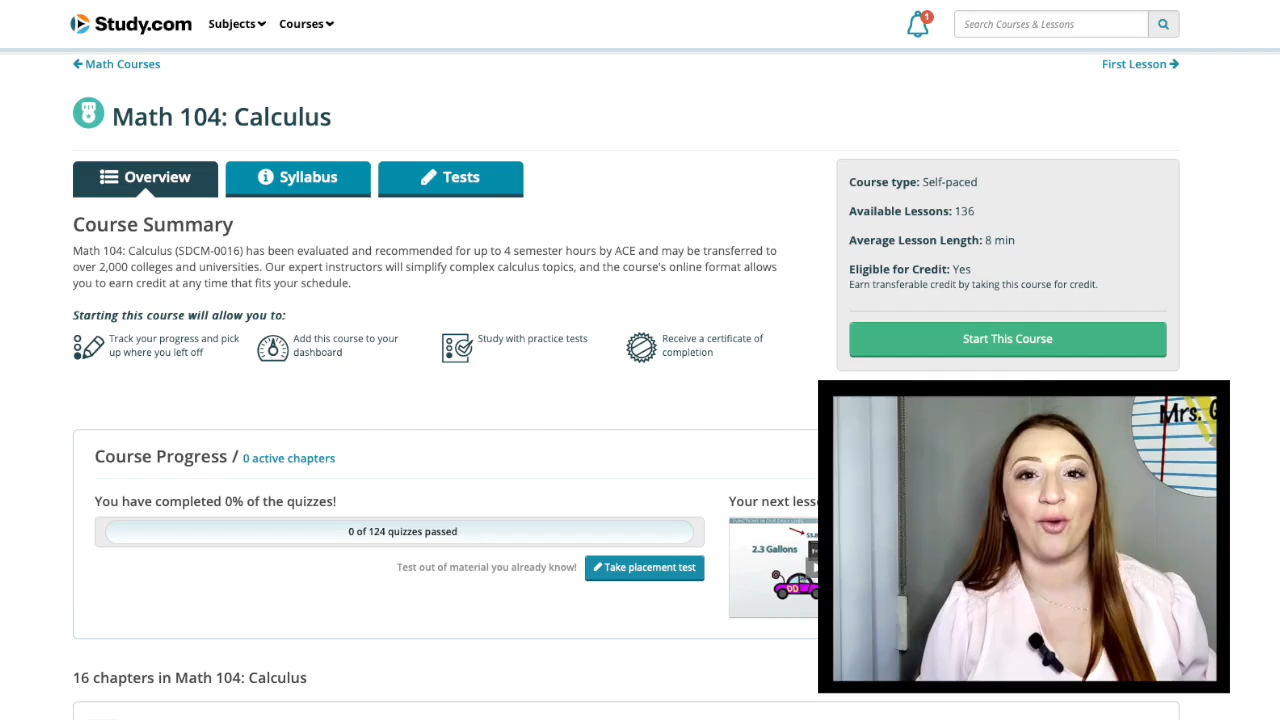 Study.com
Subjects
Courses
1
Search Courses & Lessons
Math Courses
First Lesson
Math 104: Calculus
Overview
Syllabus
Tests
Course Summary
Math 104: Calculus (SDCM-0016) has been evaluated and recommended for up to 4 semester hours by ACE and may be transferred to
over 2,000 colleges and universities. Our expert instructors will simplify complex calculus topics, and the course's online format allows
you to earn credit at any time that fits your schedule.
Starting this course will allow you to:
Track your progress and pick
up where you left off
Add this course to your
dashboard
Study with practice tests
Receive a certificate of
completion
Course type: Self-paced
Available Lessons: 136
Average Lesson Length: 8 min
Eligible for Credit: Yes
Earn transferable credit by taking this course for credit.
Start This Course
Mrs. G
Course Progress / 0 active chapters
You have completed 0% of the quizzes!
0 of 124 quizzes passed
Test out of material you already know!
Take placement test
Your next less
2.3 Gallons
16 chapters in Math 104: Calculus